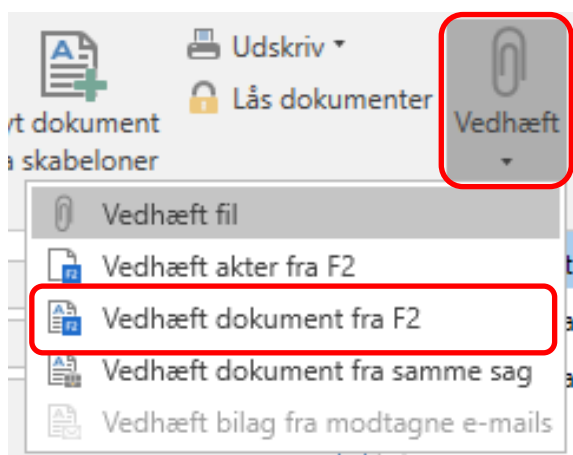 Udskriv
Lås dokumenter
yt dokument
a skabeloner
Vedhæft
Vedhæft fil
Vedhæft akter fra F2
Vedhæft dokument fra F2
Vedhæft dokument fra samme sag
Vedhæft bilag fra modtagne e-mails